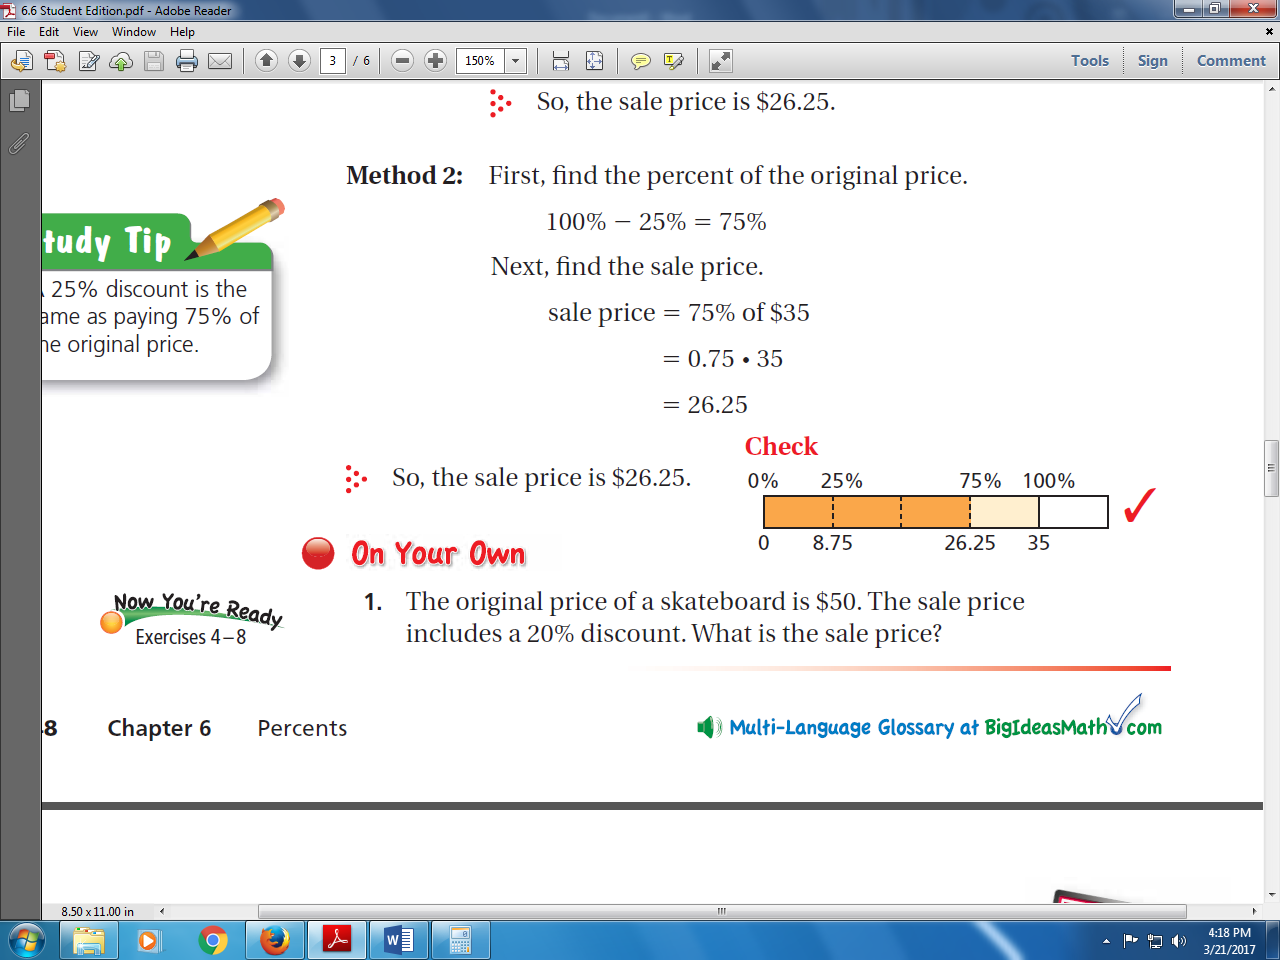 6.6 Student Edition.pdf - Adobe Reader
File Edit View Window Help
3 / 6 150% Tools Sign Comment
So, the sale price is $26.25.
Method 2: First, find the percent of the original price.
100% − 25% = 75%
Next, find the sale price.
sale price = 75% of $35
= 0.75 • 35
= 26.25
tudy Tip
25% discount is the
ame as paying 75% of
he original price.
So, the sale price is $26.25.
Check
0% 25% 75% 100%
0 8.75 26.25 35
On Your Own
Now You're Ready
Exercises 4–8
1. The original price of a skateboard is $50. The sale price
includes a 20% discount. What is the sale price?
8 Chapter 6 Percents
Multi-Language Glossary at BigIdeasMath com
8.50 x 11.00 in
4:18 PM
3/21/2017